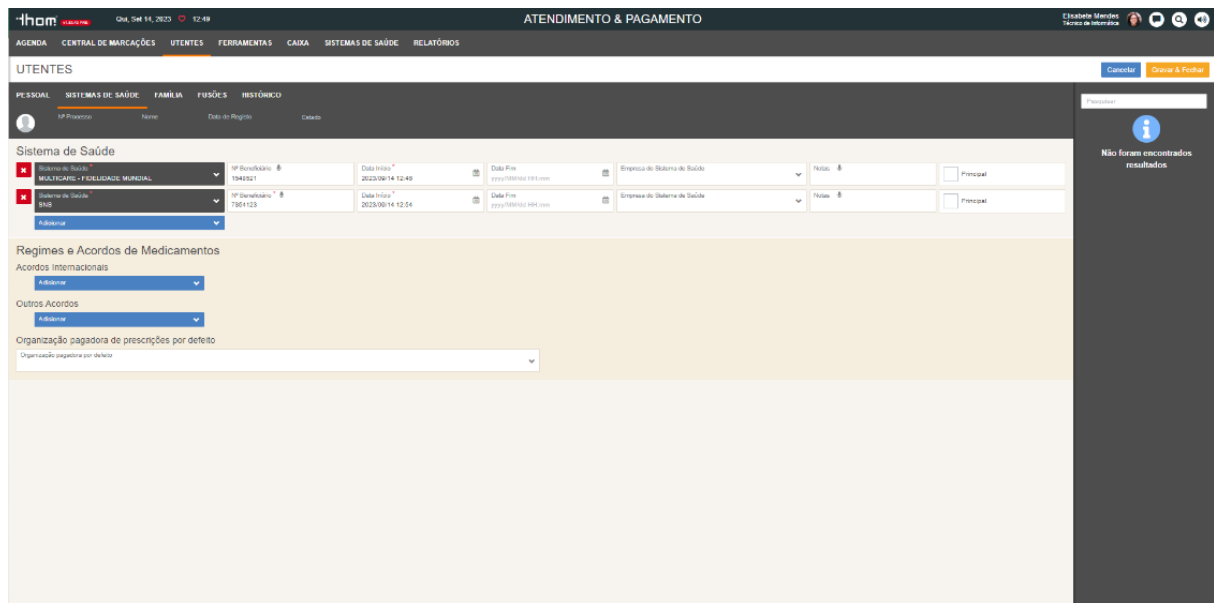 thom Qui, Set 14, 2023 12:49 ATENDIMENTO & PAGAMENTO Elisabete Mendes
Técnico de Informática
AGENDA CENTRAL DE MARCAÇÕES UTENTES FERRAMENTAS CAIXA SISTEMAS DE SAÚDE RELATÓRIOS
UTENTES Cancelar Gravar & Fechar
PESSOAL SISTEMAS DE SAÚDE FAMÍLIA FUSÕES HISTÓRICO
Pesquisar
Nº Processo Nome Data de Registo Estado
Não foram encontrados
resultados
Sistema de Saúde
Sistema de Saúde * Nº Beneficiário Data Início * Data Fim Empresa do Sistema de Saúde Notas Principal
MULTICARE - FIDELIDADE MUNDIAL 1549521 2023/09/14 12:49 yyyy/MM/dd HH:mm
Sistema de Saúde * Nº Beneficiário * Data Início * Data Fim Empresa do Sistema de Saúde Notas Principal
SNS 7854123 2023/09/14 12:54 yyyy/MM/dd HH:mm
Adicionar
Regimes e Acordos de Medicamentos
Acordos Internacionais
Adicionar
Outros Acordos
Adicionar
Organização pagadora de prescrições por defeito
Organização pagadora por defeito